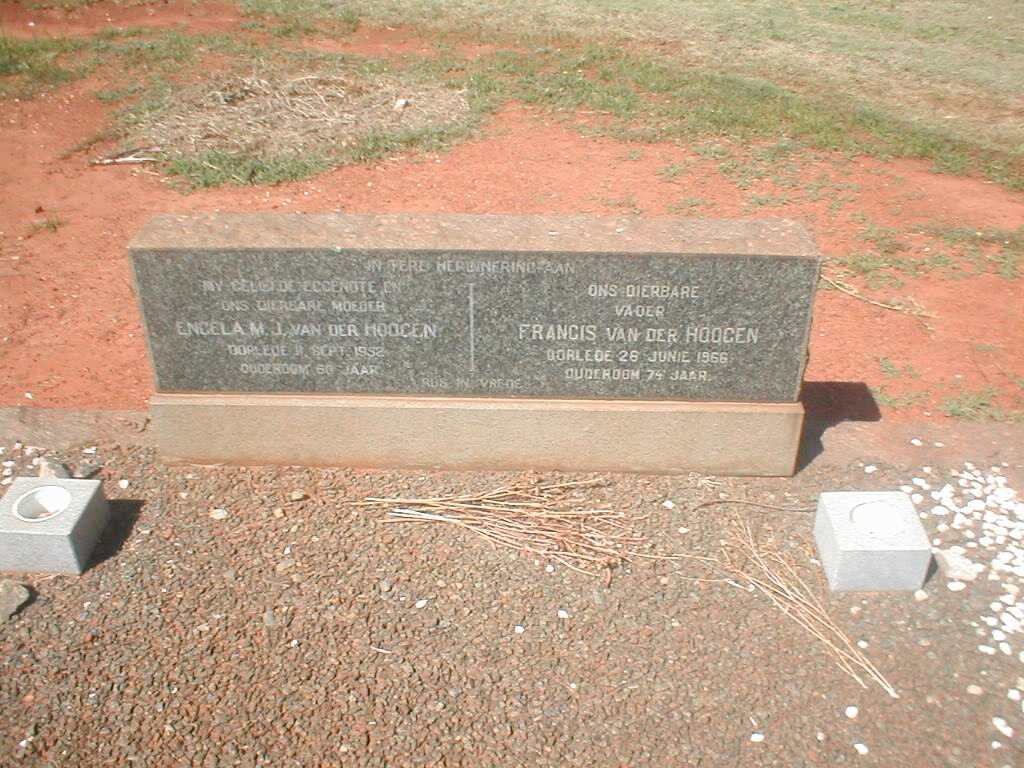 IN TERE HERINNERING AAN
MY GELIEFDE EGGENOTE EN
ONS DIERBARE MOEDER
ENGELA M. J. VAN DER HOOGEN
OORLEDE 11 SEPT. 1952
OUDERDOM 60 JAAR
ONS DIERBARE
VADER
FRANCIS VAN DER HOOGEN
OORLEDE 26 JUNIE 1966
OUDERDOM 74 JAAR.
RUS IN VREDE